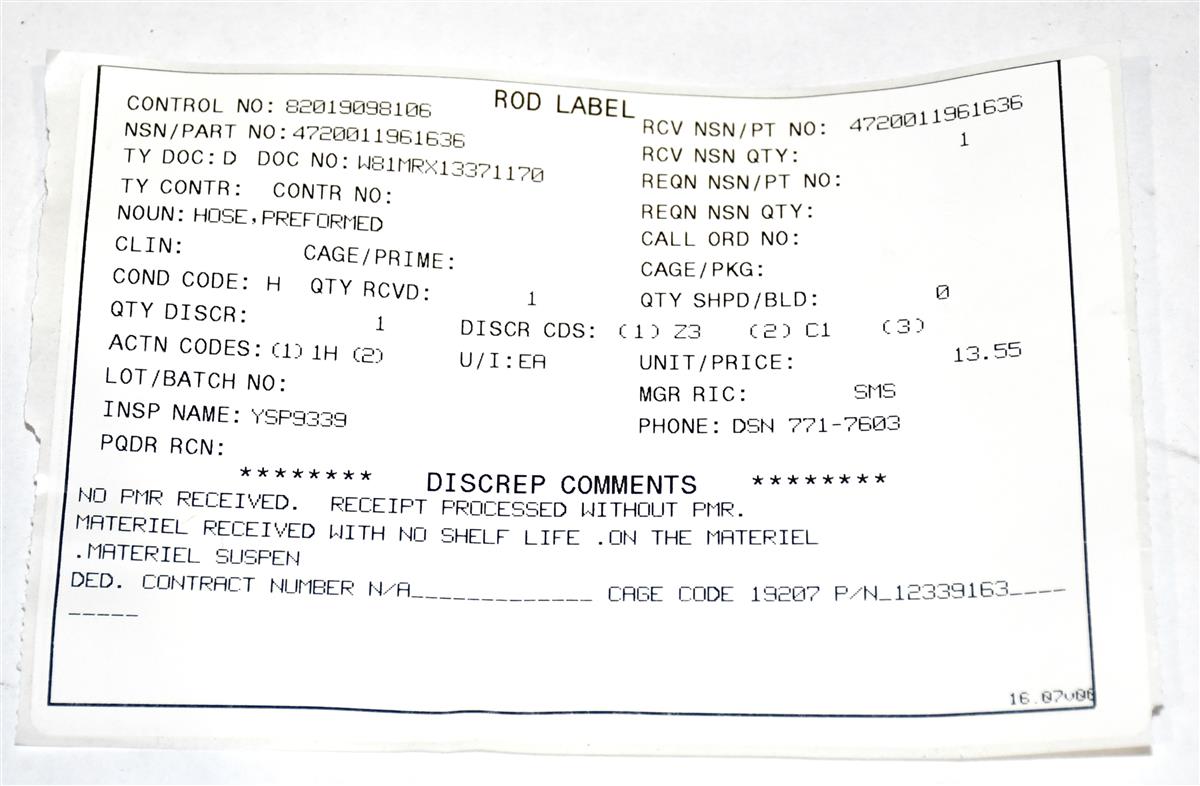 ROD LABEL
CONTROL NO: 82019098106 RCV NSN/PT NO: 4720011961636
NSN/PART NO: 4720011961636 RCV NSN QTY: 1
TY DOC: D DOC NO: W81MRX13371170 REQN NSN/PT NO:
TY CONTR: CONTR NO: REQN NSN QTY:
NOUN: HOSE,PREFORMED CALL ORD NO:
CLIN: CAGE/PRIME: CAGE/PKG:
COND CODE: H QTY RCVD: 1 QTY SHPD/BLD: 0
QTY DISCR: 1 DISCR CDS: (1) Z3 (2) C1 (3)
ACTN CODES: (1) 1H (2) U/I: EA UNIT/PRICE: 13.55
LOT/BATCH NO: MGR RIC: SMS
INSP NAME: YSP9339 PHONE: DSN 771-7603
PQDR RCN:
******** DISCREP COMMENTS ********
NO PMR RECEIVED. RECEIPT PROCESSED WITHOUT PMR.
MATERIEL RECEIVED WITH NO SHELF LIFE .ON THE MATERIEL
.MATERIEL SUSPEN
DED. CONTRACT NUMBER N/A_____________ CAGE CODE 19207 P/N_12339163____
_____
16.07v06